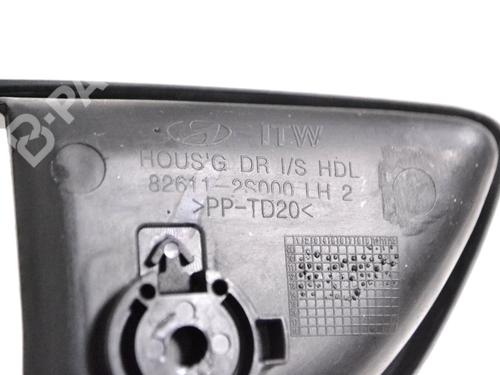 ITW
HOUS'G DR I/S HDL
82611-2S000 LH 2
>PP-TD20<